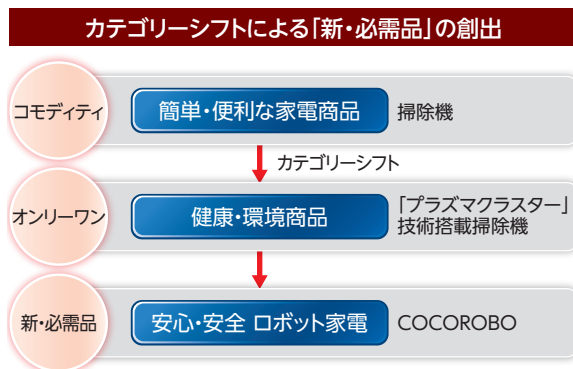 カテゴリーシフトによる「新・必需品」の創出
コモディティ
簡単・便利な家電商品
掃除機
カテゴリーシフト
オンリーワン
健康・環境商品
「プラズマクラスター」
技術搭載掃除機
新・必需品
安心・安全 ロボット家電
COCOROBO